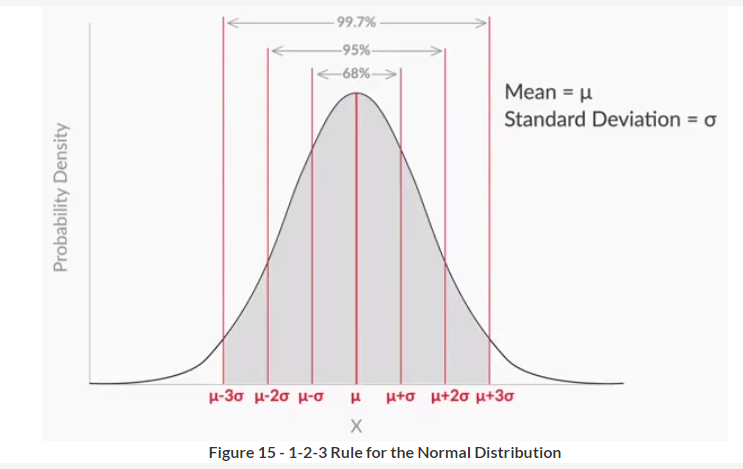 99.7%
95%
68%
Mean = μ
Standard Deviation = σ
Probability Density
μ-3σ μ-2σ μ-σ μ μ+σ μ+2σ μ+3σ
X
Figure 15 - 1-2-3 Rule for the Normal Distribution